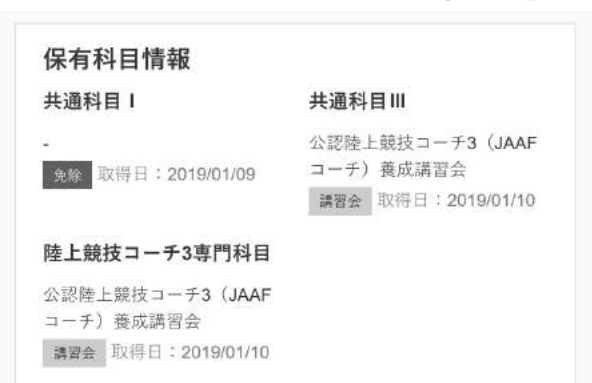 保有科目情報
共通科目 I
-
免除 取得日：2019/01/09
共通科目III
公認陸上競技コーチ3（JAAF
コーチ）養成講習会
講習会 取得日：2019/01/10
陸上競技コーチ3専門科目
公認陸上競技コーチ3（JAAF
コーチ）養成講習会
講習会 取得日：2019/01/10